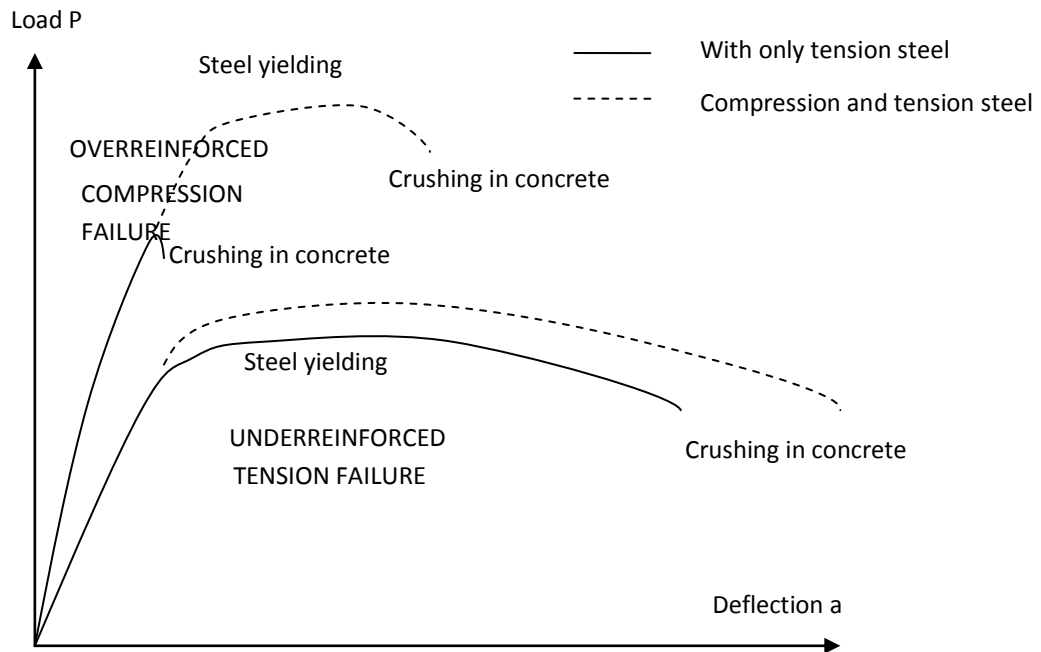 Load P
With only tension steel
Steel yielding
Compression and tension steel
OVERREINFORCED
Crushing in concrete
COMPRESSION
FAILURE
Crushing in concrete
Steel yielding
UNDERREINFORCED
Crushing in concrete
TENSION FAILURE
Deflection a